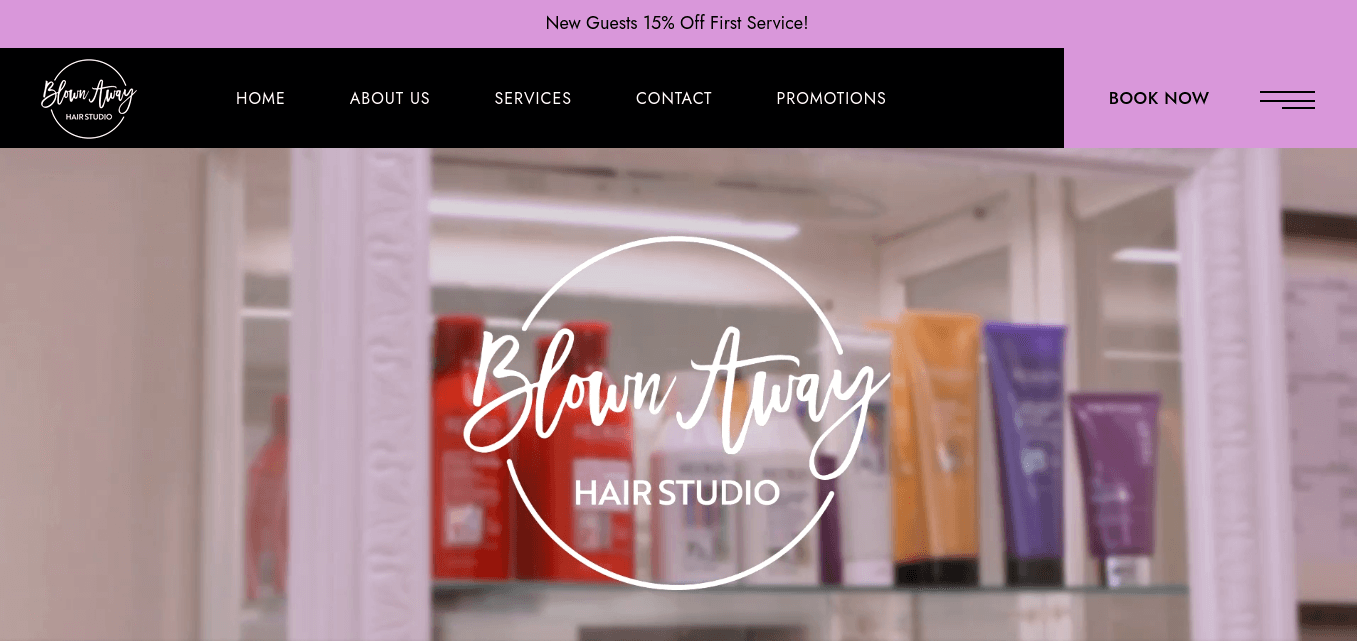 New Guests 15% Off First Service!
Blown Away
HAIR STUDIO
HOME ABOUT US SERVICES CONTACT PROMOTIONS BOOK NOW
Blown Away
HAIR STUDIO